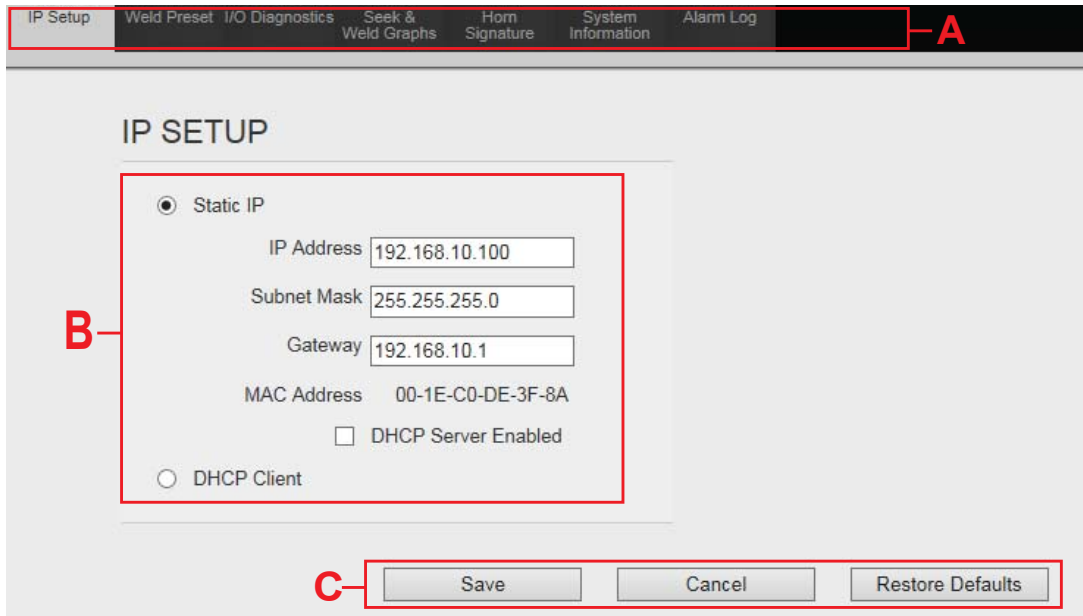 IP Setup Weld Preset I/O Diagnostics Seek & Horn System Alarm Log
Weld Graphs Signature Information
A
IP SETUP
Static IP
IP Address 192.168.10.100
Subnet Mask 255.255.255.0
B
Gateway 192.168.10.1
MAC Address 00-1E-C0-DE-3F-8A
DHCP Server Enabled
DHCP Client
C Save Cancel Restore Defaults